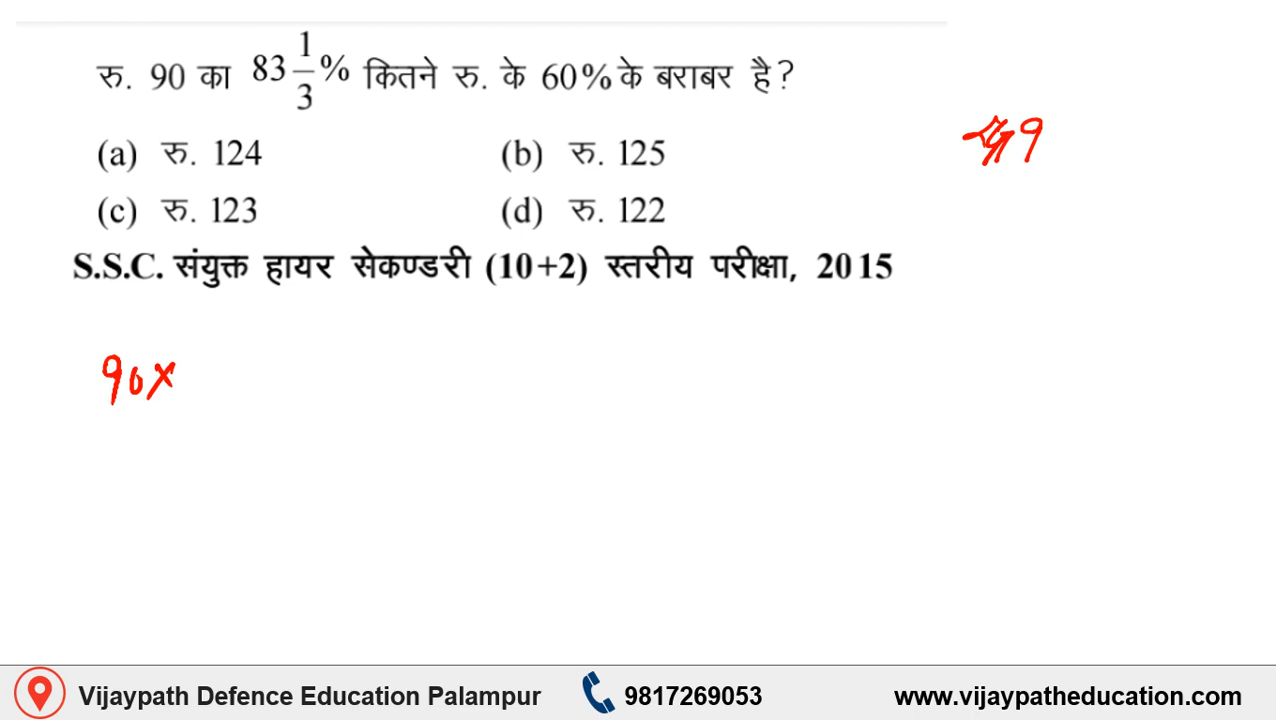 रु. 90 का 83 1/3 % कितने रु. के 60% के बराबर है?
(a) रु. 124 (b) रु. 125
(c) रु. 123 (d) रु. 122
S.S.C. संयुक्त हायर सेकण्डरी (10+2) स्तरीय परीक्षा, 2015
9
90×
Vijaypath Defence Education Palampur 9817269053 www.vijaypatheducation.com